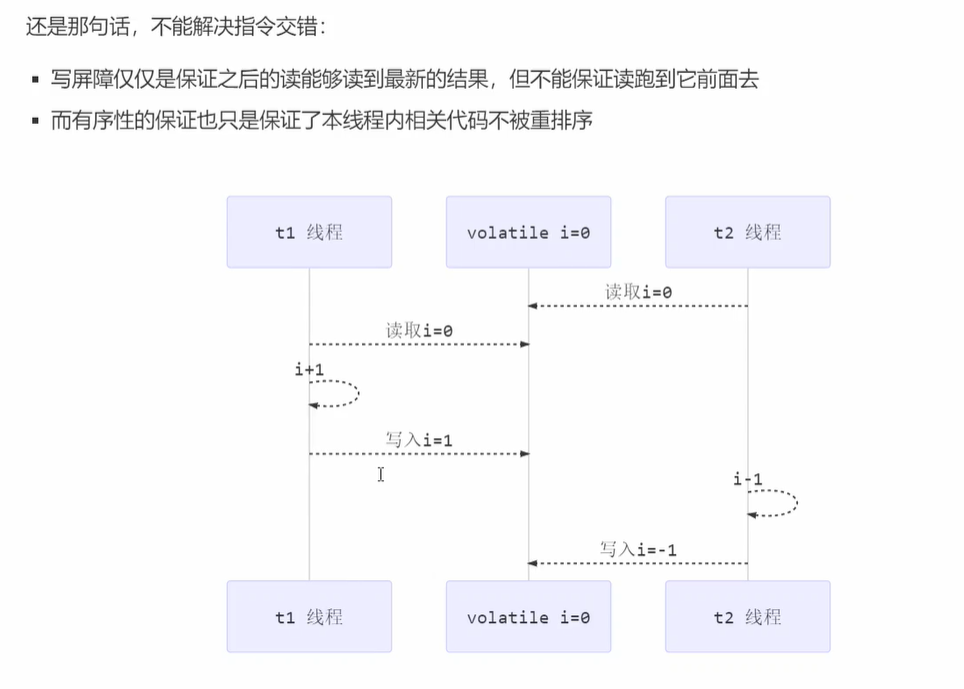 还是那句话，不能解决指令交错：
▪ 写屏障仅仅是保证之后的读能够读到最新的结果，但不能保证读跑到它前面去
▪ 而有序性的保证也只是保证了本线程内相关代码不被重排序
t1 线程
volatile i=0
t2 线程
读取i=0
读取i=0
i+1
写入i=1
i-1
写入i=-1
t1 线程
volatile i=0
t2 线程